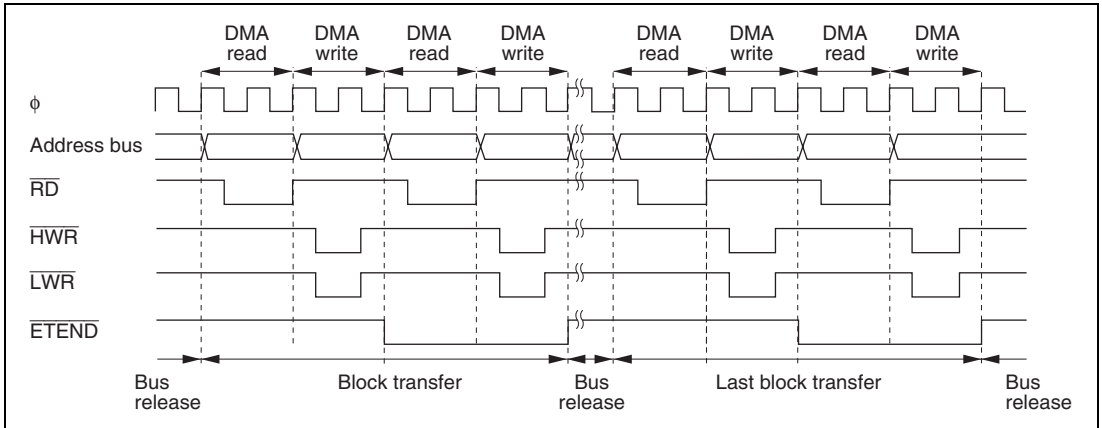 DMA read
DMA write
DMA read
DMA write
DMA read
DMA write
DMA read
DMA write
φ
Address bus
RD
HWR
LWR
ETEND
Bus release
Block transfer
Bus release
Last block transfer
Bus release